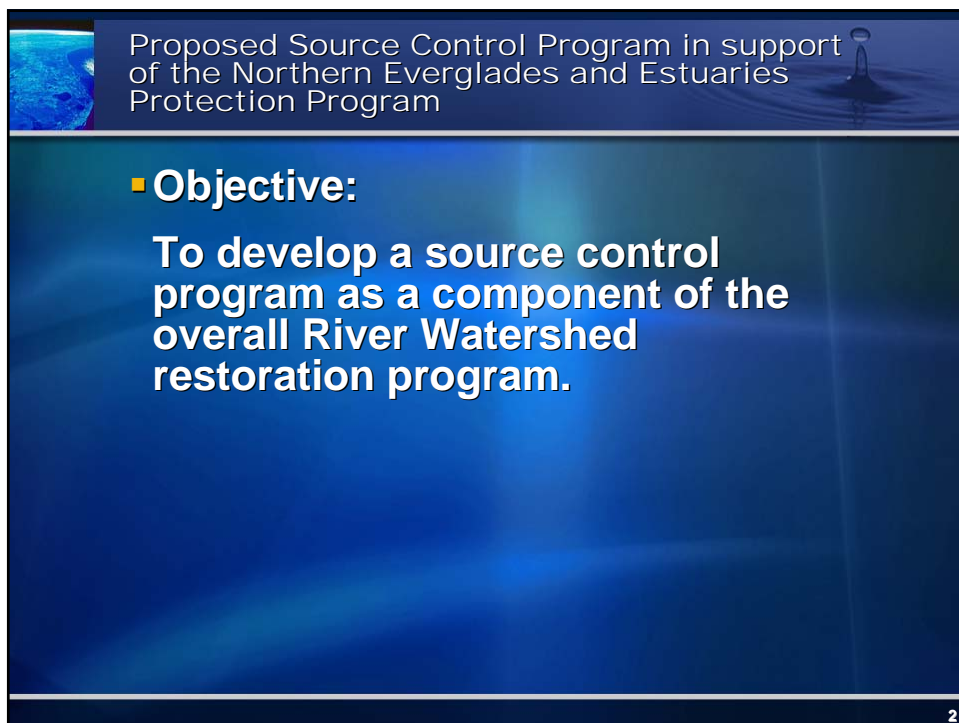 Proposed Source Control Program in support
of the Northern Everglades and Estuaries
Protection Program
▪ Objective:
To develop a source control
program as a component of the
overall River Watershed
restoration program.
2